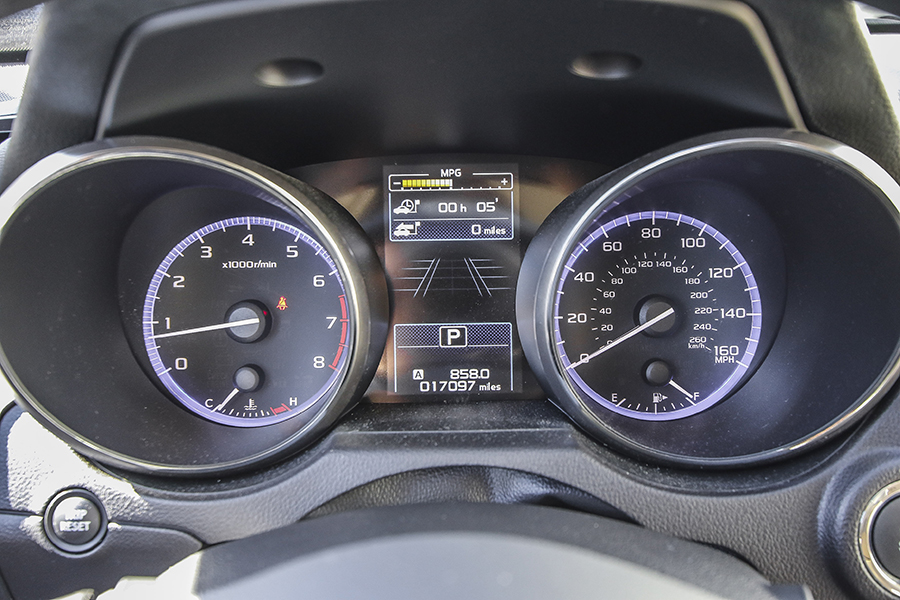 MPG
- +
00h 05'
0 miles
P
A 858.0
017097 miles
0 1 2 3 4 5 6 7 8
x1000r/min
C H
0 20 40 60 80 100 120 140 160
MPH
20 40 60 80 100 120 140 160 180 200 220 240 260
km/h
E F
TRIP
RESET